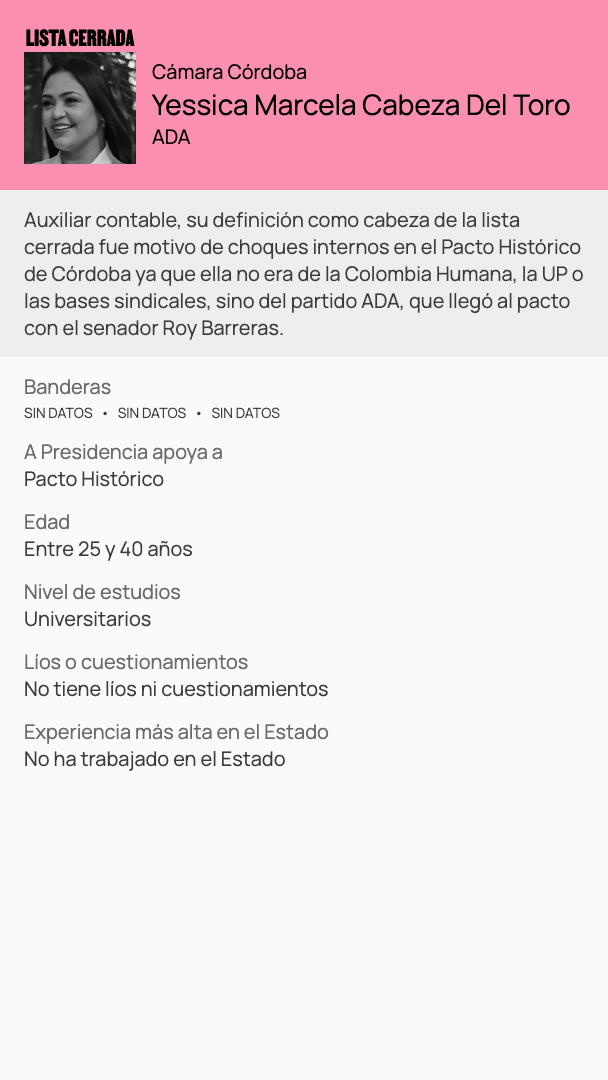 LISTA CERRADA
Cámara Córdoba
Yessica Marcela Cabeza Del Toro
ADA
Auxiliar contable, su definición como cabeza de la lista
cerrada fue motivo de choques internos en el Pacto Histórico
de Córdoba ya que ella no era de la Colombia Humana, la UP o
las bases sindicales, sino del partido ADA, que llegó al pacto
con el senador Roy Barreras.
Banderas
SIN DATOS • SIN DATOS • SIN DATOS
A Presidencia apoya a
Pacto Histórico
Edad
Entre 25 y 40 años
Nivel de estudios
Universitarios
Líos o cuestionamientos
No tiene líos ni cuestionamientos
Experiencia más alta en el Estado
No ha trabajado en el Estado